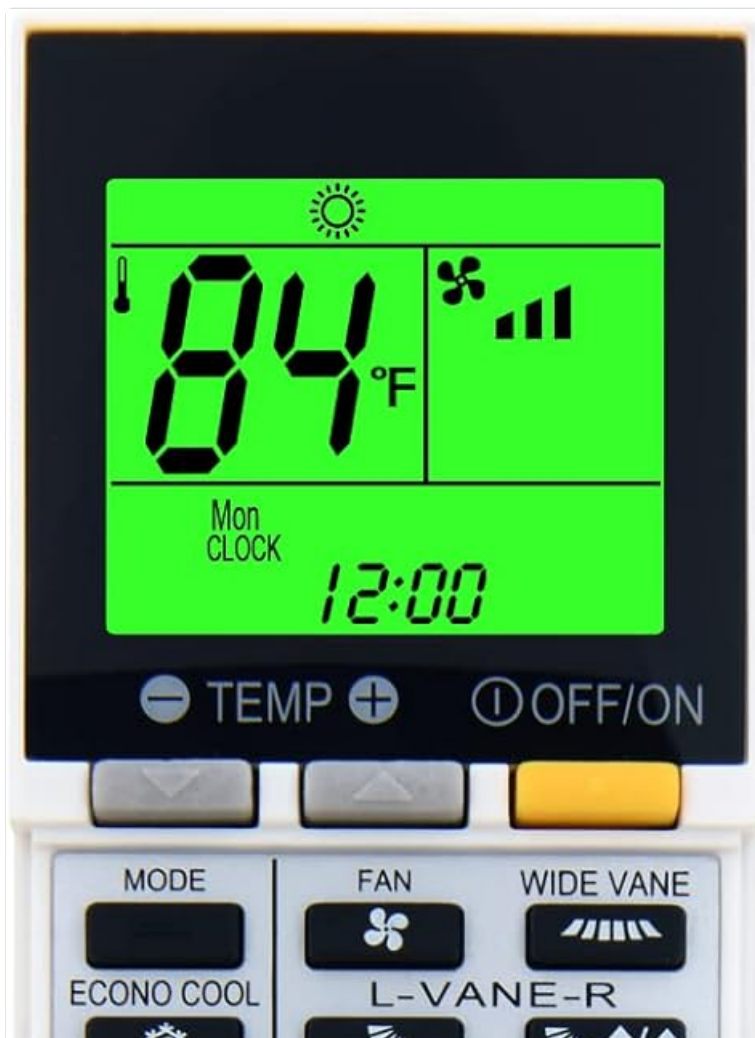 84 °F
Mon
CLOCK
12:00
TEMP
OFF/ON
MODE
FAN
WIDE VANE
ECONO COOL
L-VANE-R